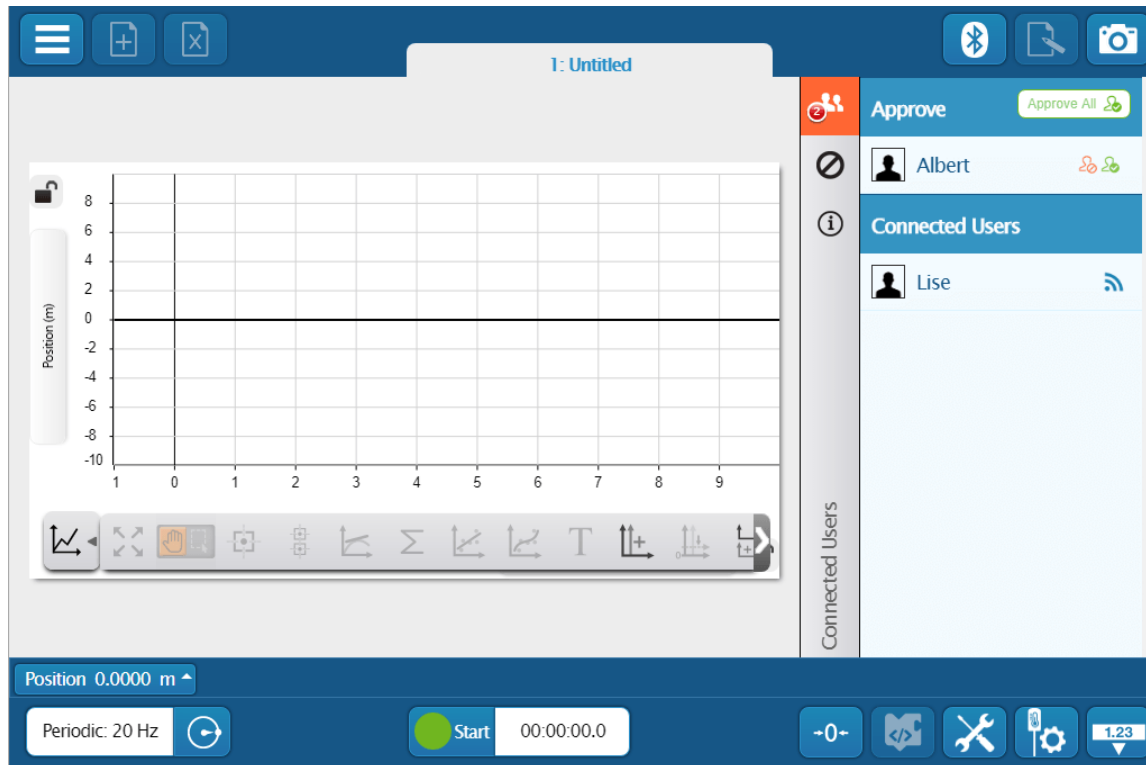 1: Untitled
2
Approve
Approve All
Albert
Connected Users
Lise
Connected Users
Position (m)
8
6
4
2
0
-2
-4
-6
-8
-10
1 0 1 2 3 4 5 6 7 8 9
Σ
T
0
Position 0.0000 m
Periodic: 20 Hz
Start
00:00:00.0
→0←
</>
1.23